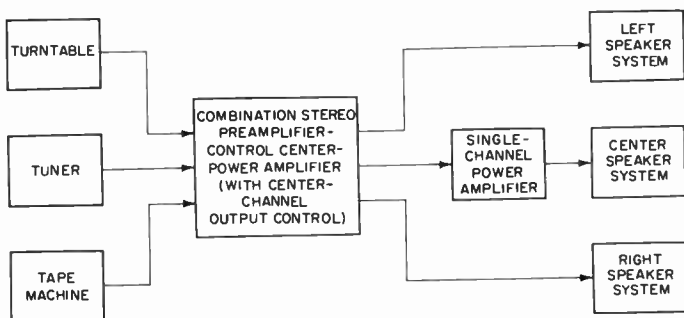 TURNTABLE
TUNER
TAPE
MACHINE
COMBINATION STEREO
PREAMPLIFIER-
CONTROL CENTER-
POWER AMPLIFIER
(WITH CENTER-
CHANNEL
OUTPUT CONTROL)
SINGLE-
CHANNEL
POWER
AMPLIFIER
LEFT
SPEAKER
SYSTEM
CENTER
SPEAKER
SYSTEM
RIGHT
SPEAKER
SYSTEM